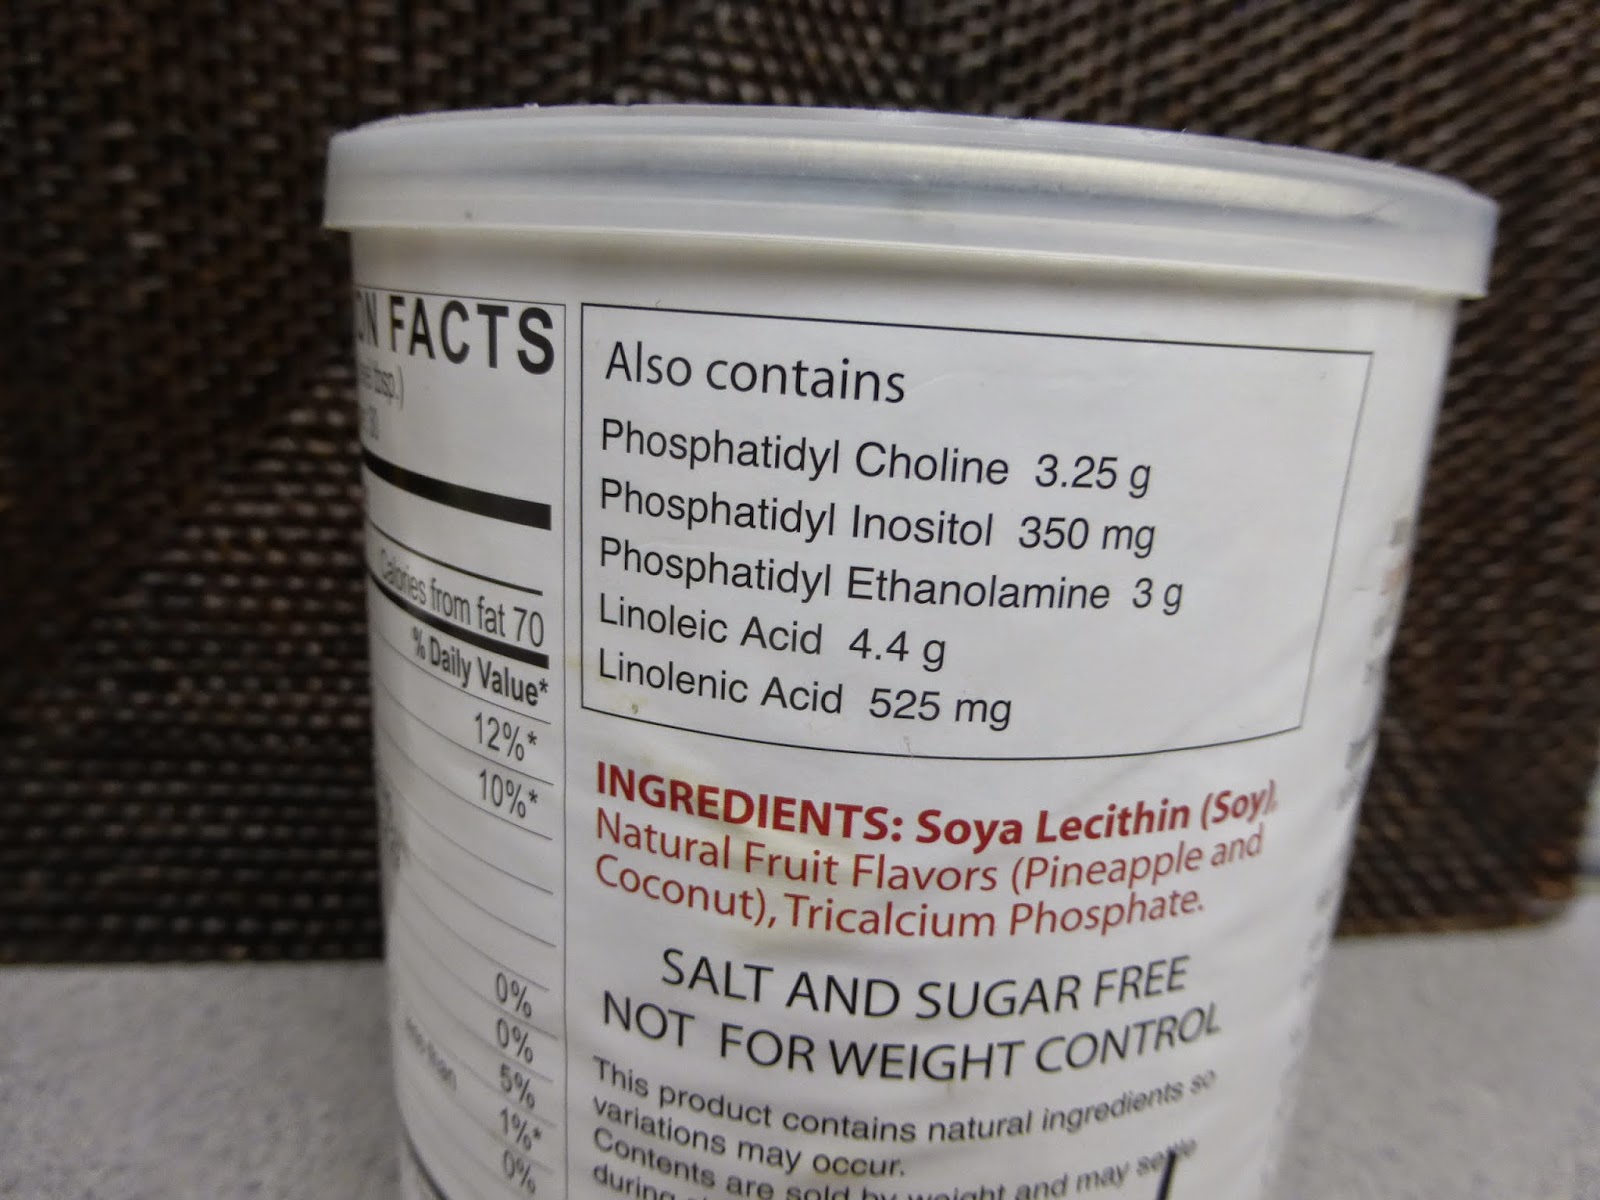 ON FACTS
tbsp.)
Calories from fat 70
% Daily Value*
12%*
10%*
0%
0%
5%
1%*
0%
Also contains
Phosphatidyl Choline 3.25 g
Phosphatidyl Inositol 350 mg
Phosphatidyl Ethanolamine 3 g
Linoleic Acid 4.4 g
Linolenic Acid 525 mg
INGREDIENTS: Soya Lecithin (Soy),
Natural Fruit Flavors (Pineapple and
Coconut), Tricalcium Phosphate.
SALT AND SUGAR FREE
NOT FOR WEIGHT CONTROL
This product contains natural ingredients so
variations may occur.
Contents are sold by weight and may settle
during